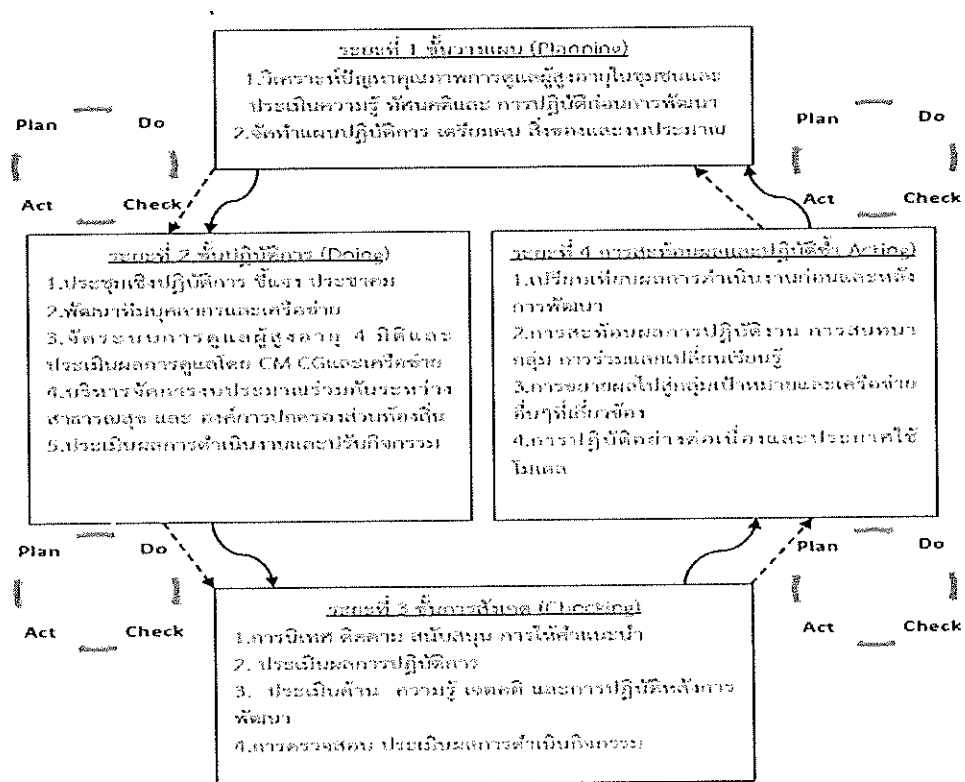 ระยะที่ 1 ขั้นวางแผน (Planning)
1.วิเคราะห์ปัญหาคุณภาพการดูแลผู้สูงอายุในชุมชนและ
ประเมินความรู้ ทัศนคติและ การปฏิบัติก่อนการพัฒนา
2.จัดทำแผนปฏิบัติการ เตรียมคน สิ่งของและงบประมาณ
Plan Do
Act Check
Plan Do
Act Check
ระยะที่ 2 ขั้นปฏิบัติการ (Doing)
1.ประชุมเชิงปฏิบัติการ ชี้แจง ประชาคม
2.พัฒนาทีมบุคลากรและเครือข่าย
3.จัดระบบการดูแลผู้สูงอายุ 4 มิติและ
ประเมินผลการดูแลโดย CM CGและเครือข่าย
4.บริหารจัดการงบประมาณร่วมกันระหว่าง
สาธารณสุข และ องค์การปกครองส่วนท้องถิ่น
5.ประเมินผลการดำเนินงานและปรับกิจกรรม
ระยะที่ 4 การสะท้อนผลและปฏิบัติซ้ำ Acting)
1.เปรียบเทียบผลการดำเนินงานก่อนและหลัง
การพัฒนา
2.การสะท้อนผลการปฏิบัติงาน การสนทนา
กลุ่ม การร่วมแลกเปลี่ยนเรียนรู้
3.การขยายผลไปสู่กลุ่มเป้าหมายและเครือข่าย
อื่นๆที่เกี่ยวข้อง
4.การปฏิบัติอย่างต่อเนื่องและประกาศใช้
โมเดล
Plan Do
Act Check
Plan Do
Act Check
ระยะที่ 3 ขั้นการสังเกต (Checking)
1.การนิเทศ ติดตาม สนับสนุน การให้คำแนะนำ
2. ประเมินผลการปฏิบัติการ
3. ประเมินด้าน ความรู้ เจตคติ และการปฏิบัติหลังการ
พัฒนา
4.การตรวจสอบ ประเมินผลการดำเนินกิจกรรม